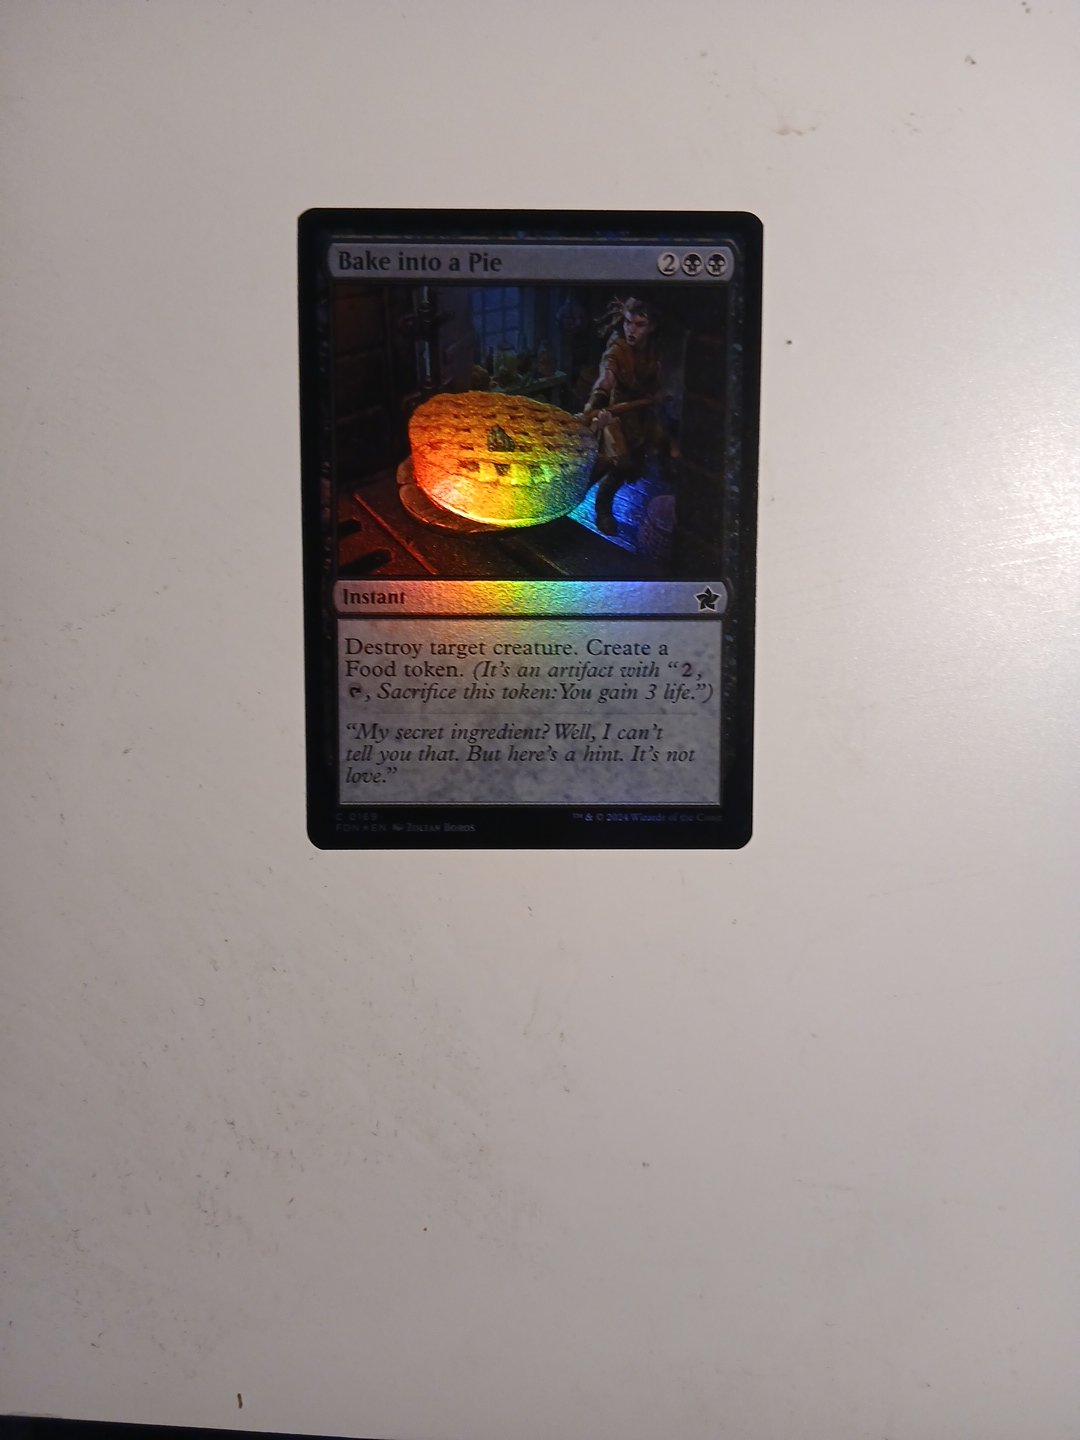 Bake into a Pie 2
Instant
Destroy target creature. Create a
Food token. (It's an artifact with “2,
, Sacrifice this token: You gain 3 life.”)
“My secret ingredient? Well, I can't
tell you that. But here's a hint. It's not
love.”
C 0169
FDN★EN Zoltan Boros
™ & © 2024 Wizards of the Coast